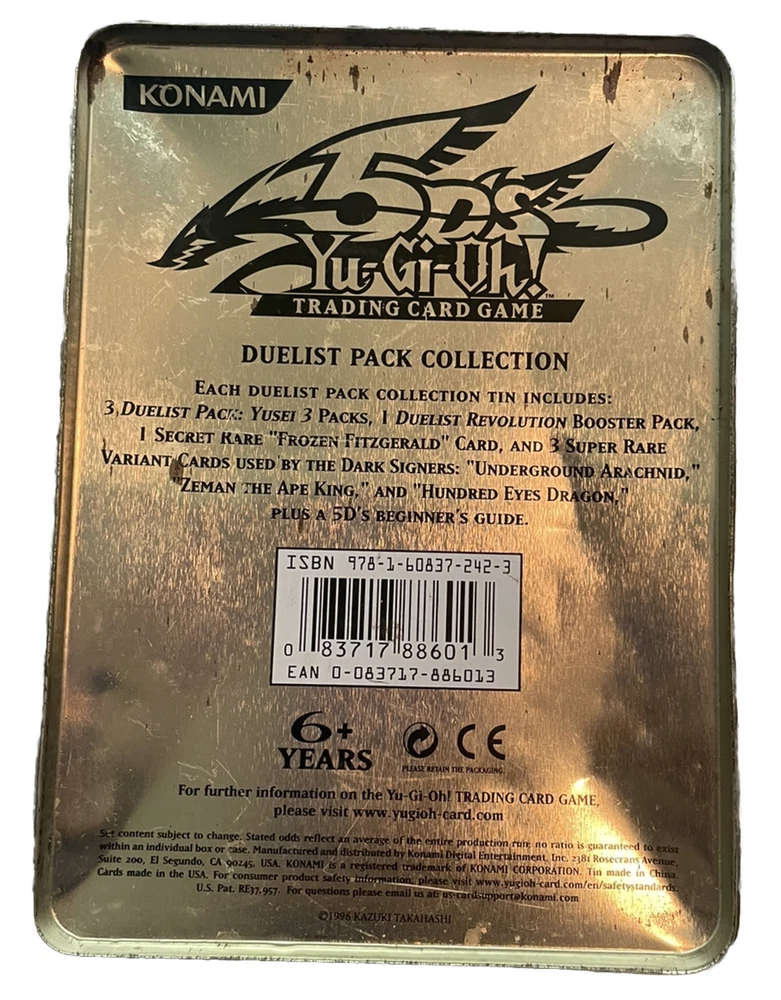 KONAMI
5D's
Yu-Gi-Oh!™
TRADING CARD GAME
DUELIST PACK COLLECTION
EACH DUELIST PACK COLLECTION TIN INCLUDES:
3 DUELIST PACK: YUSEI 3 PACKS, 1 DUELIST REVOLUTION BOOSTER PACK,
1 SECRET RARE "FROZEN FITZGERALD" CARD, AND 3 SUPER RARE
VARIANT CARDS USED BY THE DARK SIGNERS: "UNDERGROUND ARACHNID,"
"ZEMAN THE APE KING," AND "HUNDRED EYES DRAGON,"
PLUS A 5D'S BEGINNER'S GUIDE.
ISBN 978-1-60837-242-3
0 83717 88601 3
EAN 0-083717-886013
6+
YEARS
CE
PLEASE RETAIN THE PACKAGING
For further information on the Yu-Gi-Oh! TRADING CARD GAME,
please visit www.yugioh-card.com
Set content subject to change. Stated odds reflect an average of the entire production run; no ratio is guaranteed to exist
within an individual box or case. Manufactured and distributed by Konami Digital Entertainment, Inc. 2381 Rosecrans Avenue,
Suite 200, El Segundo, CA 90245, USA. KONAMI is a registered trademark of KONAMI CORPORATION. Tin made in China.
Cards made in the USA. For consumer product safety information, please visit www.yugioh-card.com/en/safetystandards.
U.S. Pat. RE37,957. For questions please email us at: us-cardsupport@konami.com
©1996 KAZUKI TAKAHASHI